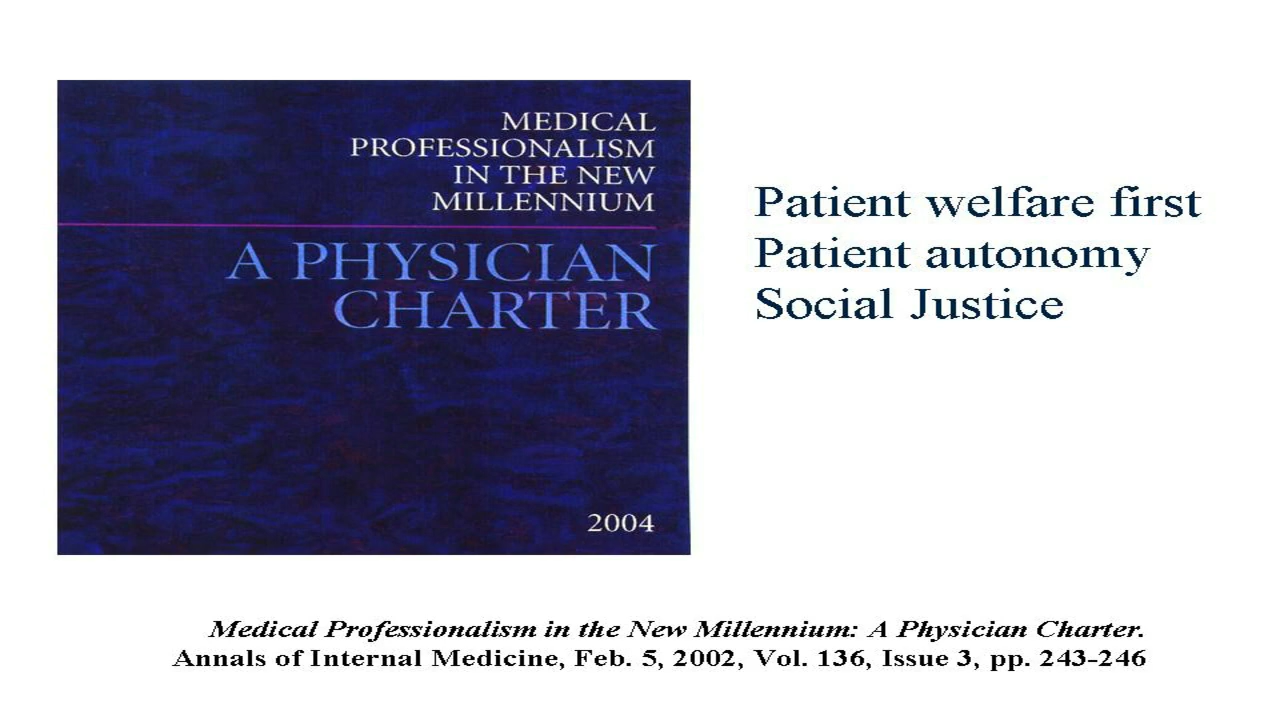 MEDICAL
PROFESSIONALISM
IN THE NEW
MILLENNIUM
A PHYSICIAN
CHARTER
2004
Patient welfare first
Patient autonomy
Social Justice
Medical Professionalism in the New Millennium: A Physician Charter.
Annals of Internal Medicine, Feb. 5, 2002, Vol. 136, Issue 3, pp. 243-246